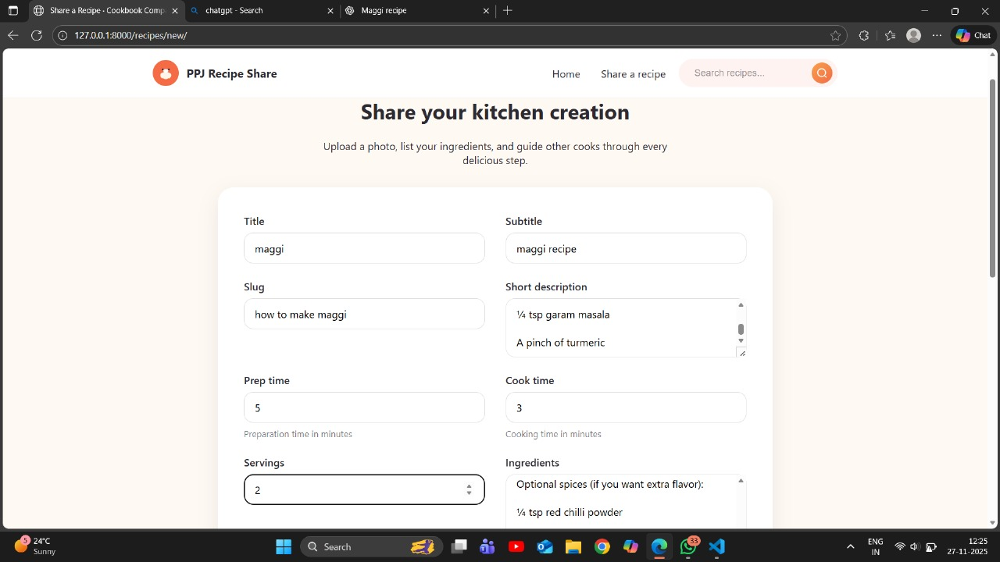 Share a Recipe · Cookbook Comp
chatgpt - Search
Maggi recipe
127.0.0.1:8000/recipes/new/
Chat
PPJ Recipe Share
Home
Share a recipe
Search recipes...
Share your kitchen creation
Upload a photo, list your ingredients, and guide other cooks through every
delicious step.
Title
Subtitle
maggi
maggi recipe
Slug
Short description
how to make maggi
¼ tsp garam masala
A pinch of turmeric
Prep time
Cook time
5
3
Preparation time in minutes
Cooking time in minutes
Servings
Ingredients
2
Optional spices (if you want extra flavor):
¼ tsp red chilli powder
5
24°C
Sunny
Search
33
ENG
IN
12:25
27-11-2025